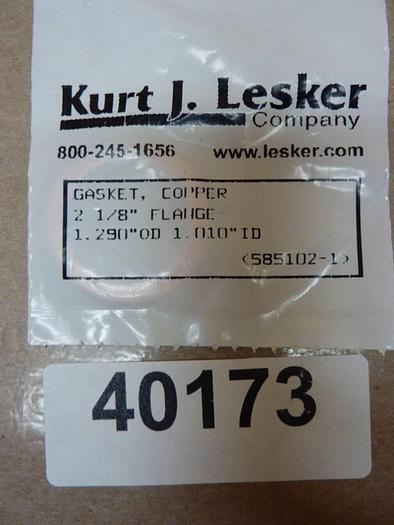 Kurt J. Lesker
Company
800-245-1656 www.lesker.com
GASKET, COPPER
2 1/8" FLANGE
1.290"OD 1.010"ID
<585102-1>
40173